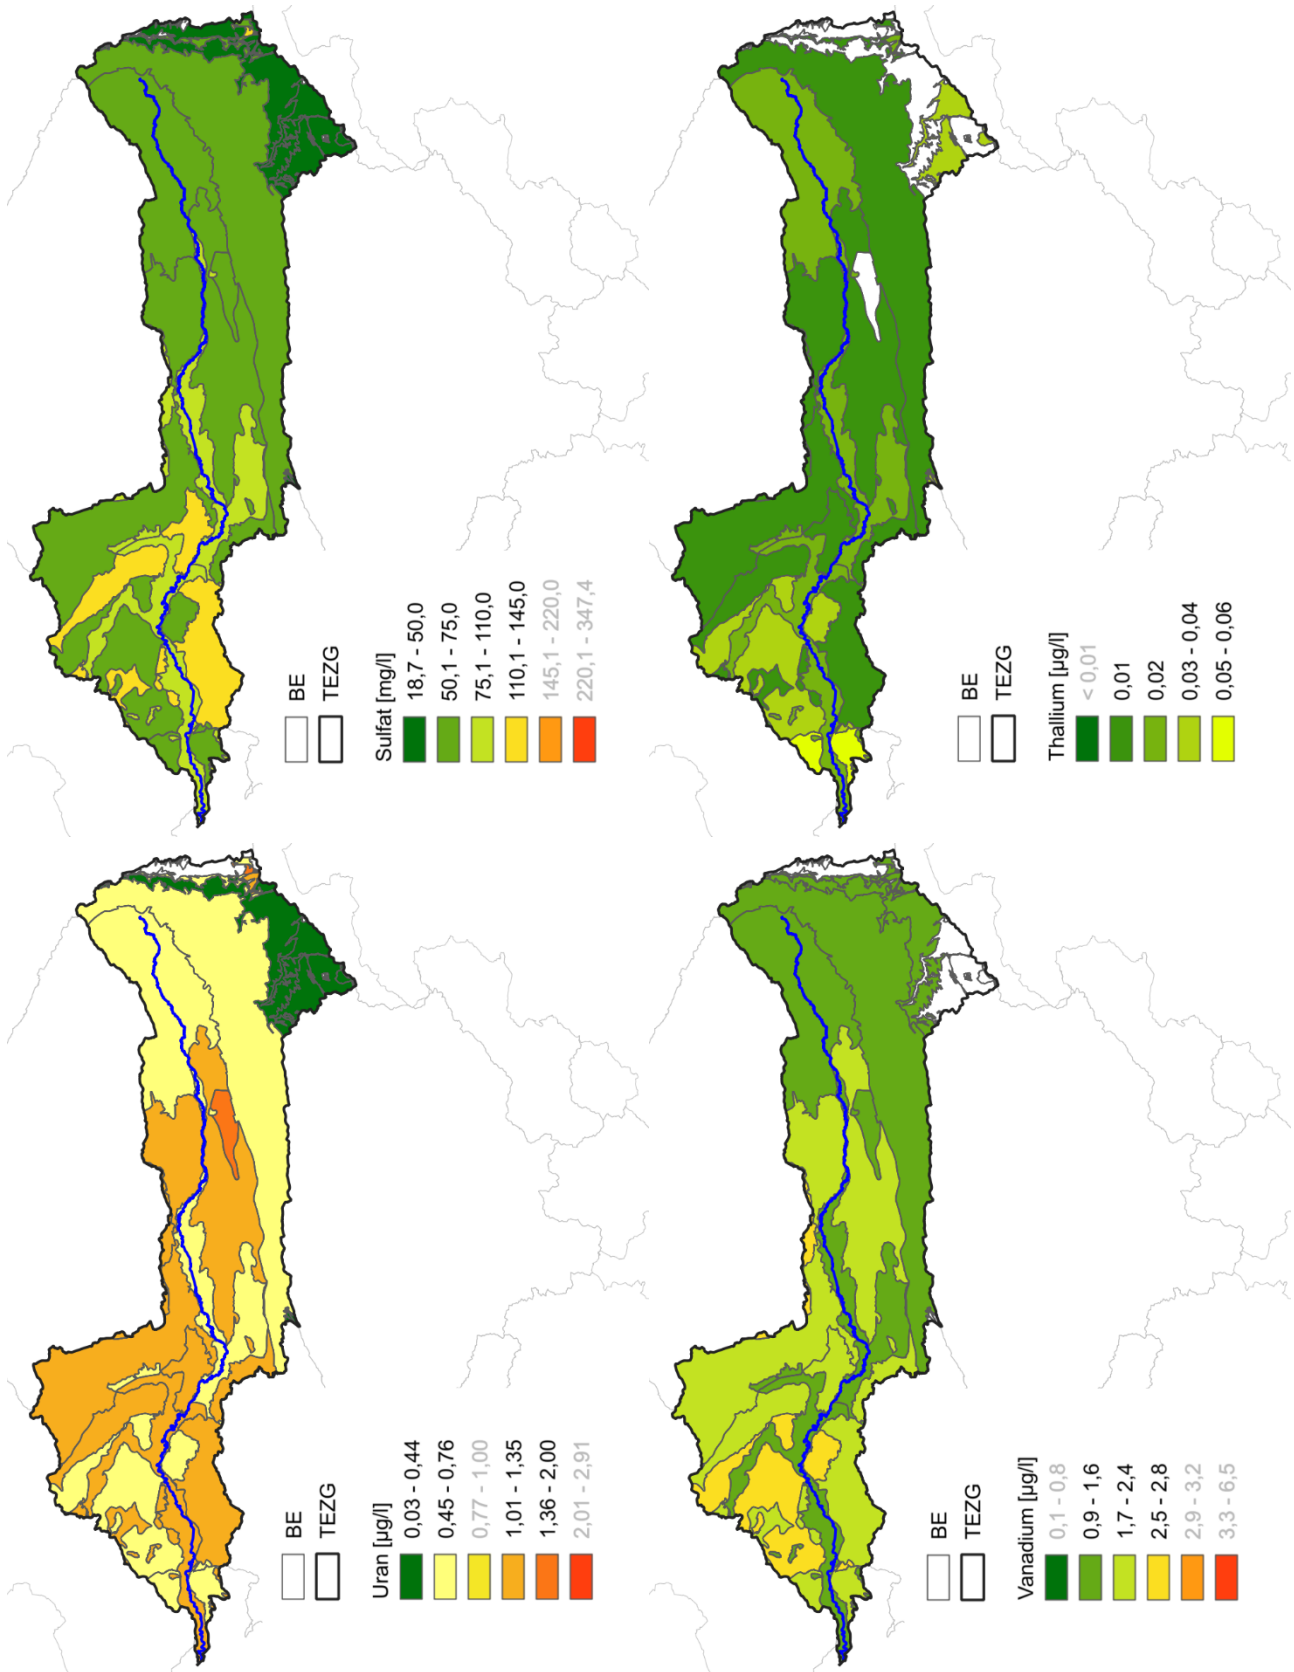 BE
TEZG
Sulfat [mg/l]
18,7 - 50,0
50,1 - 75,0
75,1 - 110,0
110,1 - 145,0
145,1 - 220,0
220,1 - 347,4
BE
TEZG
Thallium [µg/l]
< 0,01
0,01
0,02
0,03 - 0,04
0,05 - 0,06
BE
TEZG
Uran [µg/l]
0,03 - 0,44
0,45 - 0,76
0,77 - 1,00
1,01 - 1,35
1,36 - 2,00
2,01 - 2,91
BE
TEZG
Vanadium [µg/l]
0,1 - 0,8
0,9 - 1,6
1,7 - 2,4
2,5 - 2,8
2,9 - 3,2
3,3 - 6,5